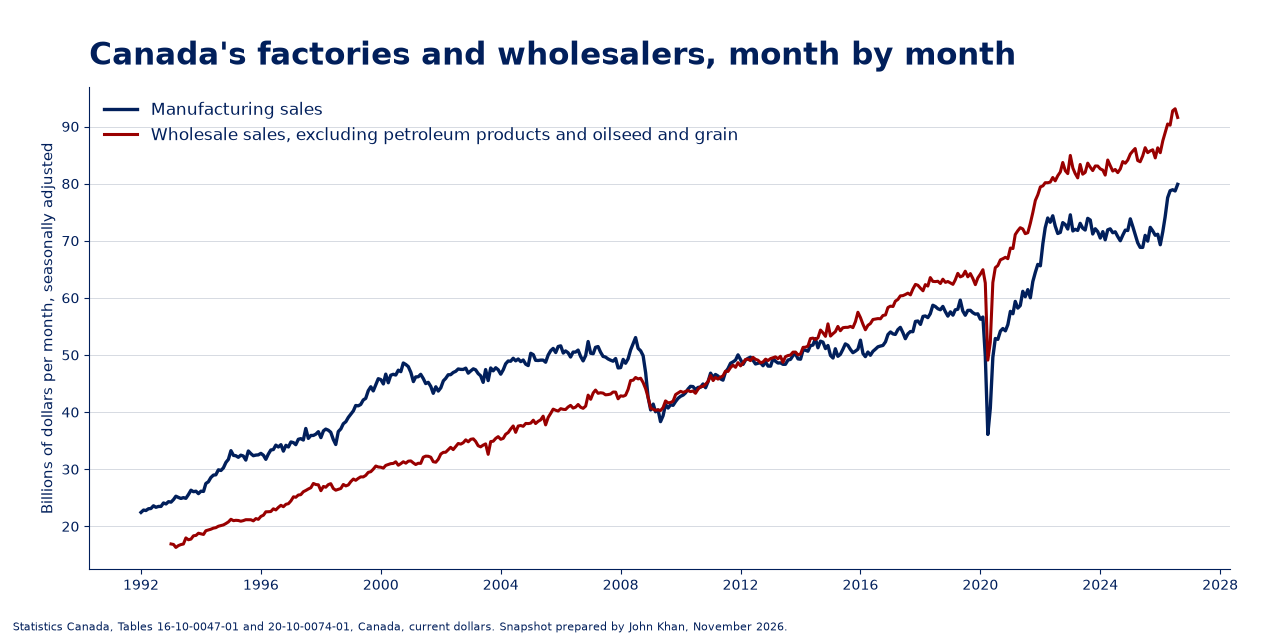 Canada's factories and wholesalers, month by month
Manufacturing sales
Wholesale sales, excluding petroleum products and oilseed and grain
Billions of dollars per month, seasonally adjusted
90
80
70
60
50
40
30
20
1992 1996 2000 2004 2008 2012 2016 2020 2024 2028
Statistics Canada, Tables 16-10-0047-01 and 20-10-0074-01, Canada, current dollars. Snapshot prepared by John Khan, November 2026.